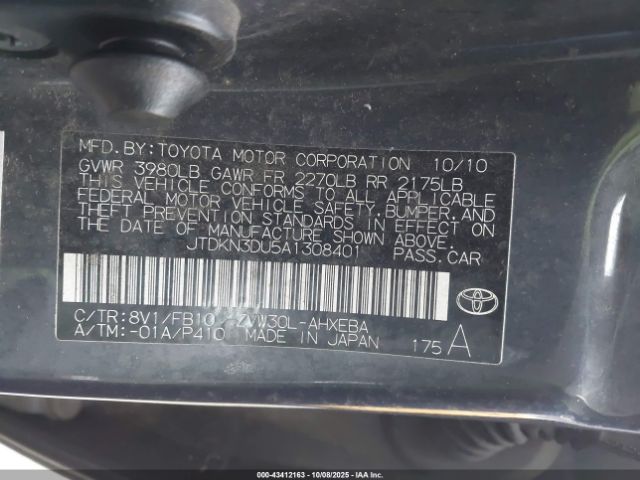 MFD.BY:TOYOTA MOTOR CORPORATION 10/10
GVWR 3980LB GAWR FR 2270LB RR 2175LB
THIS VEHICLE CONFORMS TO ALL APPLICABLE
FEDERAL MOTOR VEHICLE SAFETY, BUMPER,AND
THEFT PREVENTION STANDARDS IN EFFECT ON
THE DATE OF MANUFACTURE SHOWN ABOVE.
JTDKN3DU5A1308401 PASS.CAR
C/TR:8V1/FB10 ZVW30L-AHXEBA
A/TM:-01A/P410 MADE IN JAPAN 175 A
000-43412163 - 10/08/2025 - COPYRIGHT IAA, LLC.